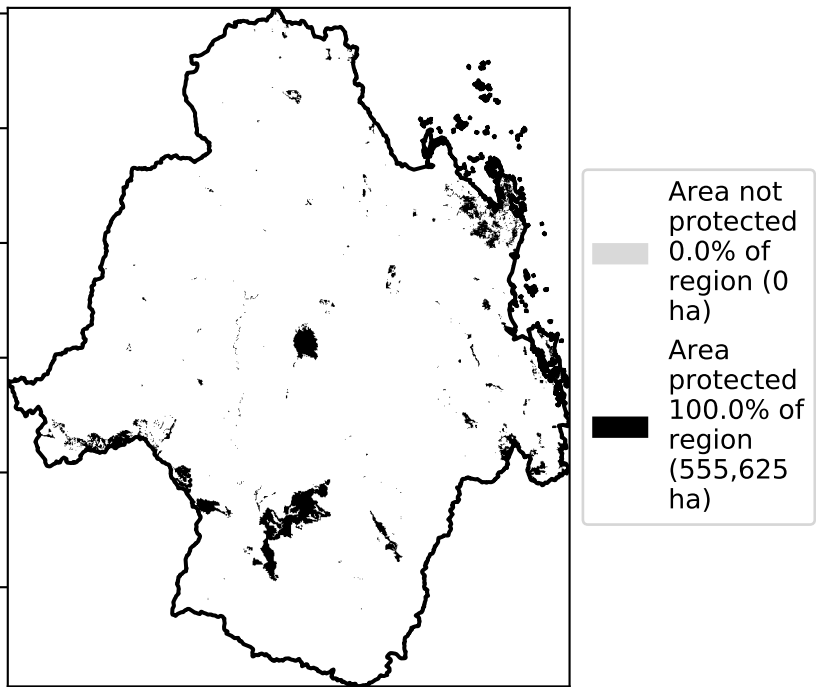 Area not
protected
0.0% of
region (0
ha)
Area
protected
100.0% of
region
(555,625
ha)